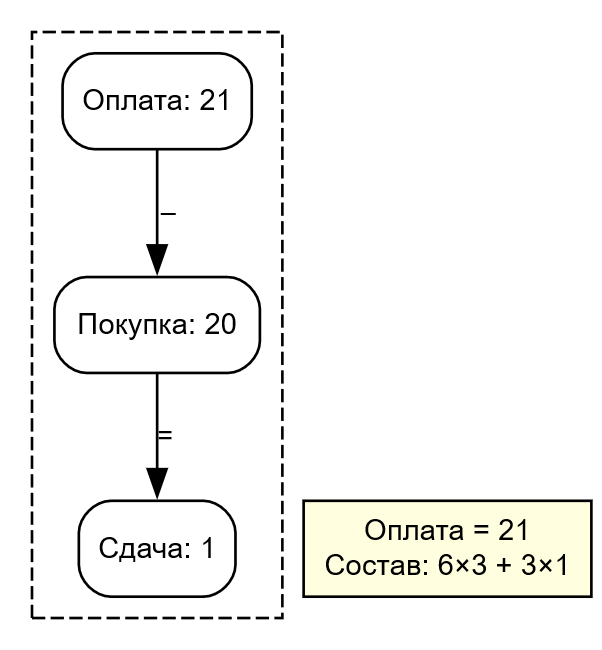 Оплата: 21
–
Покупка: 20
=
Сдача: 1
Оплата = 21
Состав: 6×3 + 3×1